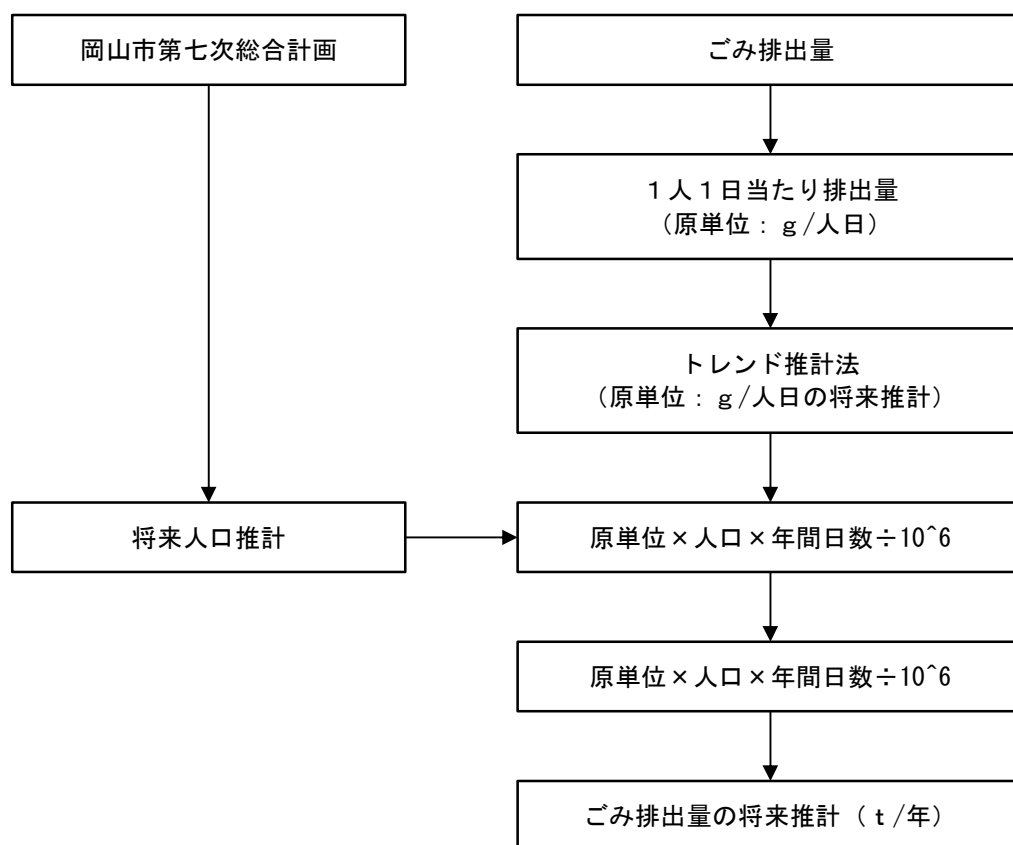 岡山市第七次総合計画
ごみ排出量
１人１日当たり排出量
（原単位：ｇ/人日）
トレンド推計法
（原単位：ｇ/人日の将来推計）
将来人口推計
原単位×人口×年間日数÷10^6
原単位×人口×年間日数÷10^6
ごみ排出量の将来推計（ｔ/年）